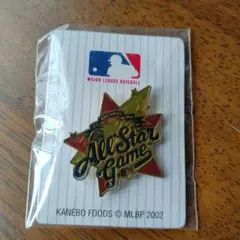 MAJOR LEAGUE BASEBALL
All Star
Game
KANEBO FOODS © MLBP 2002